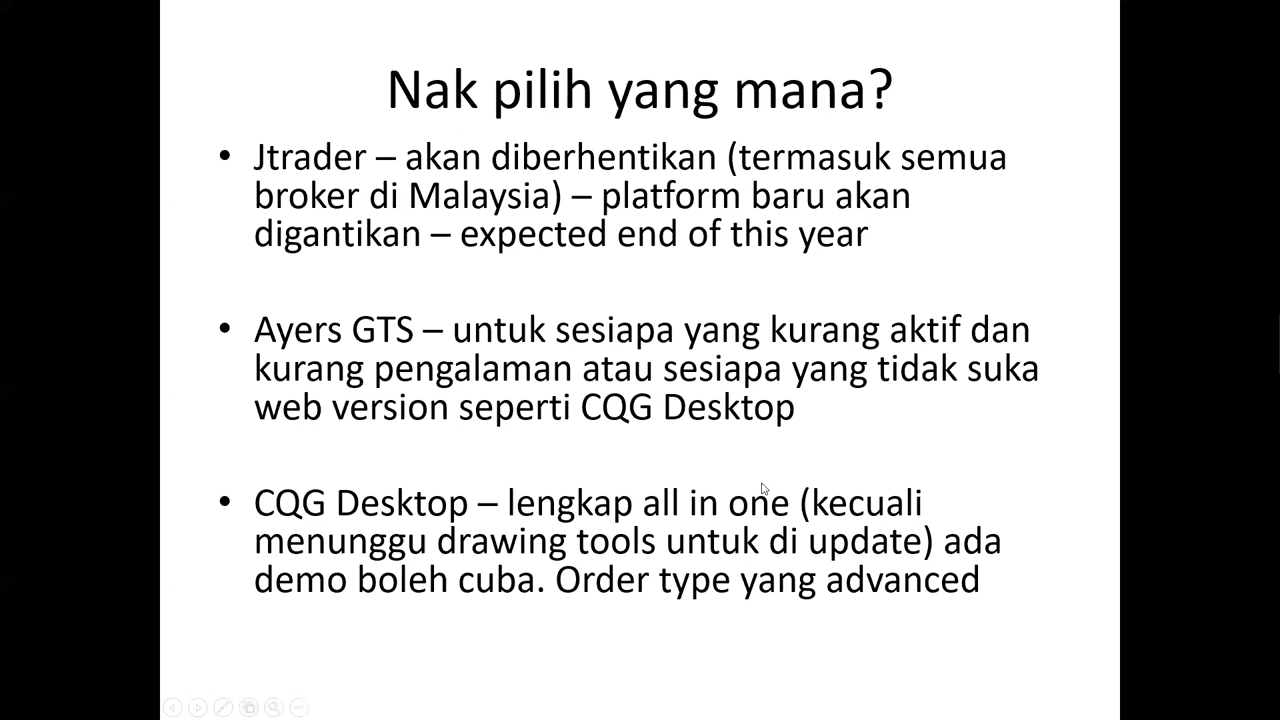 Nak pilih yang mana?
• Jtrader – akan diberhentikan (termasuk semua
broker di Malaysia) – platform baru akan
digantikan – expected end of this year
• Ayers GTS – untuk sesiapa yang kurang aktif dan
kurang pengalaman atau sesiapa yang tidak suka
web version seperti CQG Desktop
• CQG Desktop – lengkap all in one (kecuali
menunggu drawing tools untuk di update) ada
demo boleh cuba. Order type yang advanced